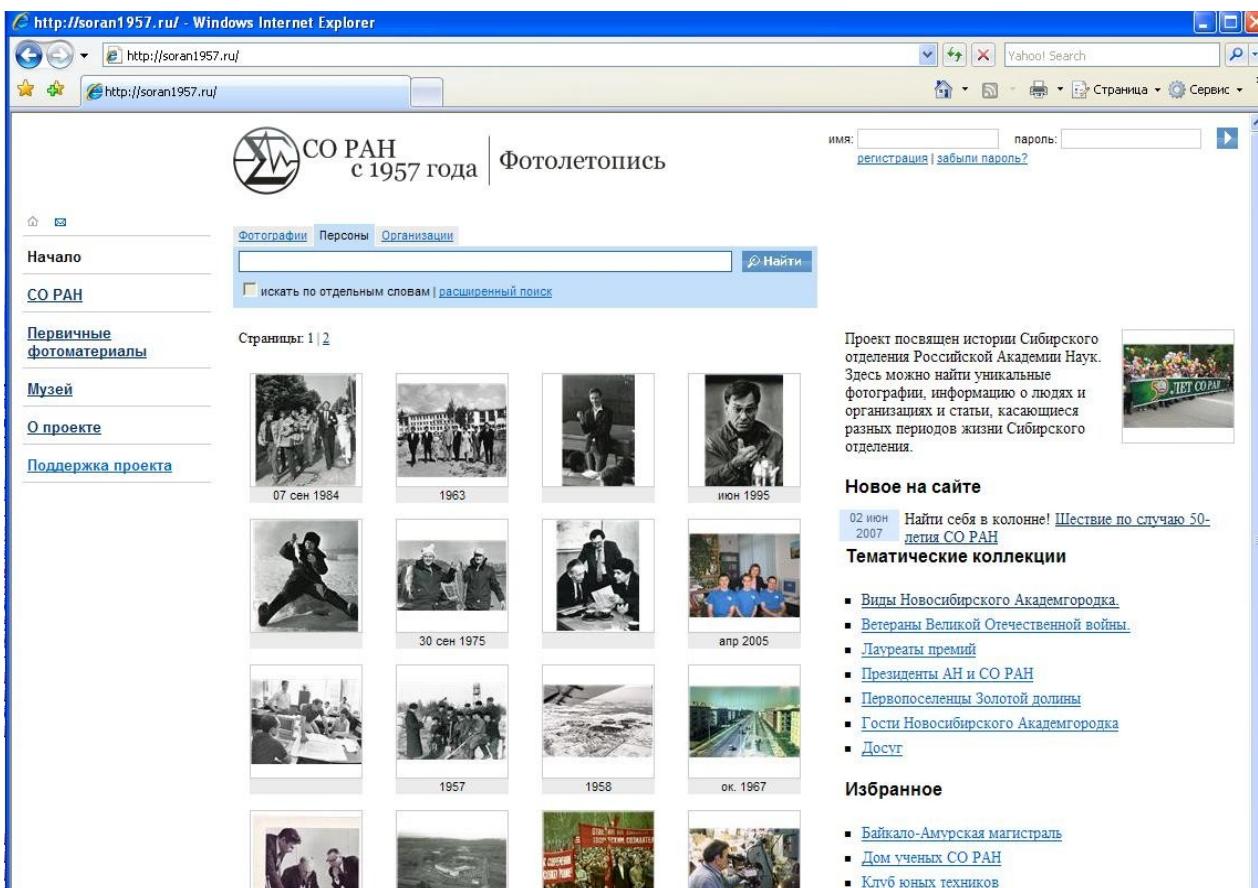 http://soran1957.ru/ - Windows Internet Explorer
http://soran1957.ru/
Yahoo! Search
http://soran1957.ru/
Страница
Сервис
СО РАН
с 1957 года
Фотолетопись
имя:
пароль:
регистрация | забыли пароль?
Начало
СО РАН
Первичные
фотоматериалы
Музей
О проекте
Поддержка проекта
Фотографии Персоны Организации
Найти
искать по отдельным словам | расширенный поиск
Страницы: 1 | 2
07 сен 1984
1963
июн 1995
30 сен 1975
апр 2005
1957
1958
ок. 1967
Проект посвящен истории Сибирского
отделения Российской Академии Наук.
Здесь можно найти уникальные
фотографии, информацию о людях и
организациях и статьи, касающиеся
разных периодов жизни Сибирского
отделения.
ЛЕТ СО РАН
Новое на сайте
02 июн
2007
Найти себя в колонне! Шествие по случаю 50-
летия СО РАН
Тематические коллекции
Виды Новосибирского Академгородка.
Ветераны Великой Отечественной войны.
Лауреаты премий
Президенты АН и СО РАН
Первопоселенцы Золотой долины
Гости Новосибирского Академгородка
Досуг
Избранное
Байкало-Амурская магистраль
Дом ученых СО РАН
Клуб юных техников